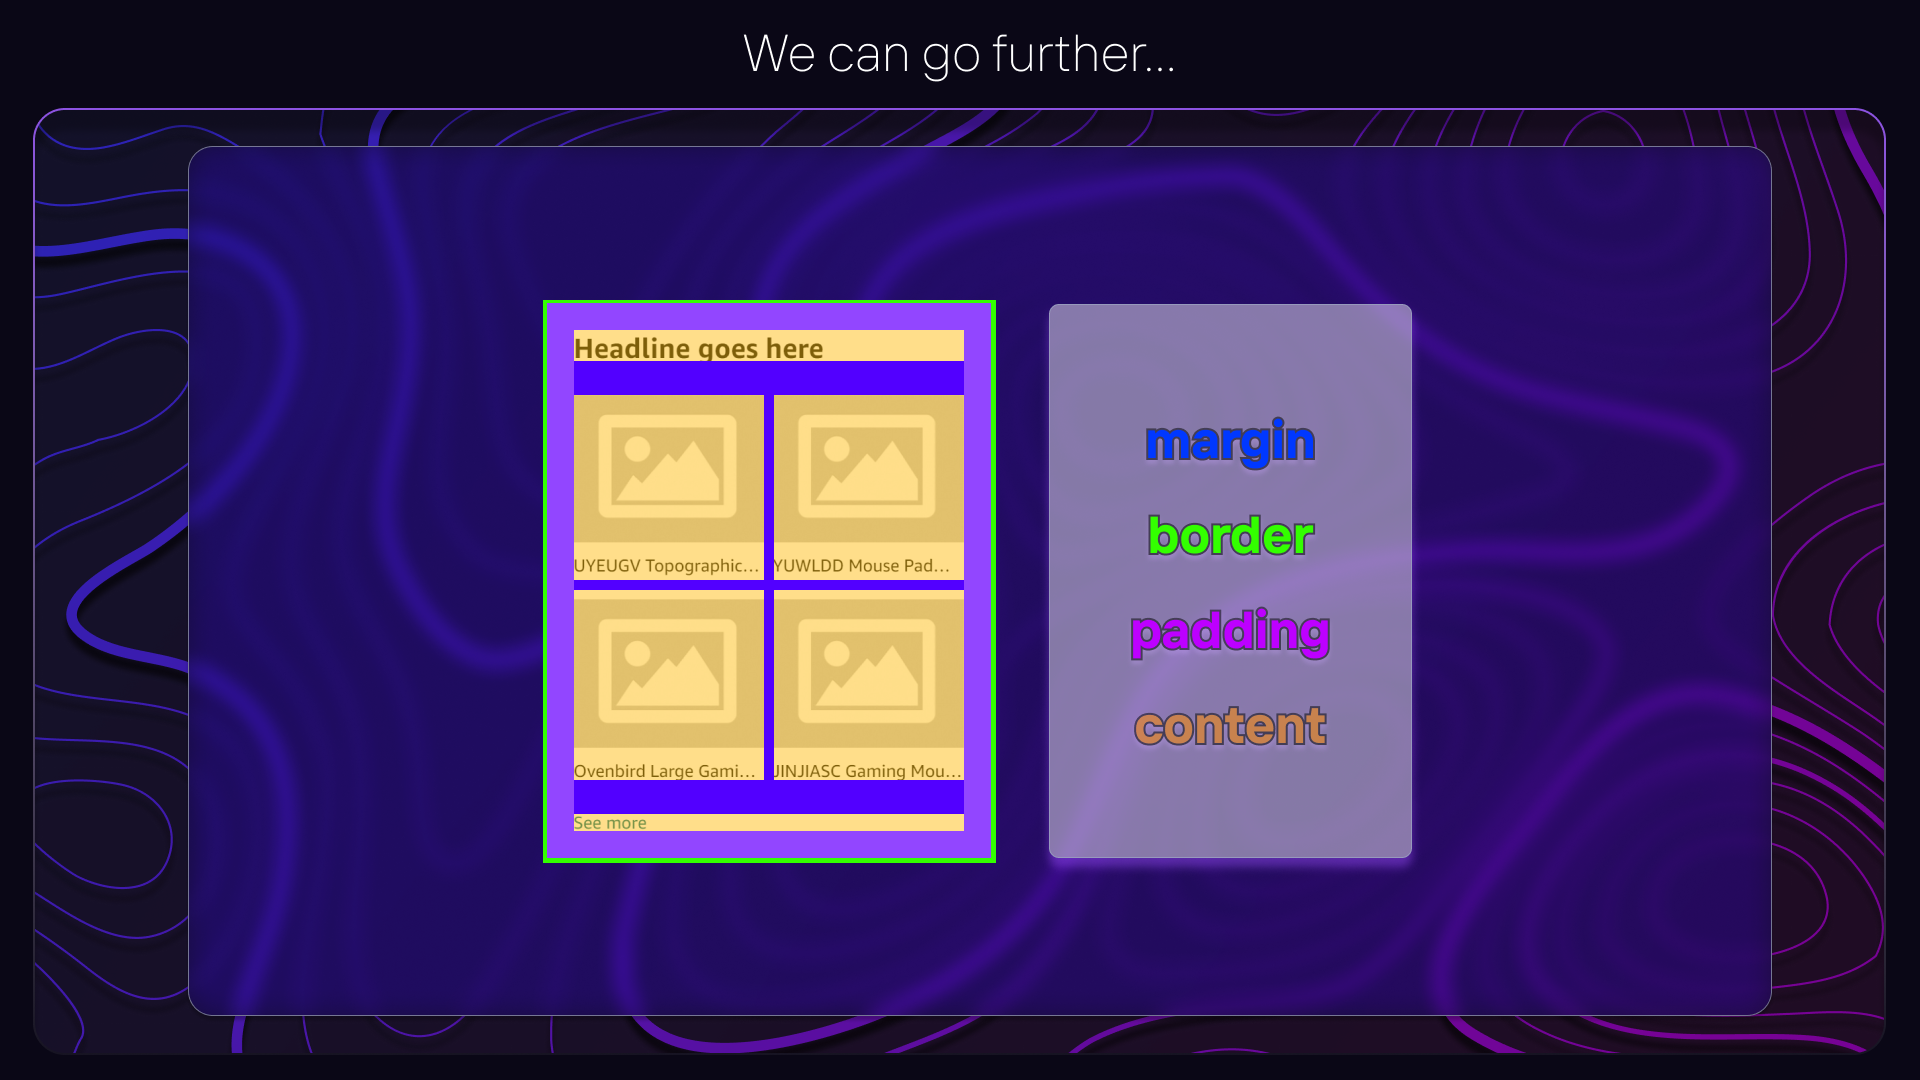 We can go further...
Headline goes here
UYEUGV Topographic...
YUWLDD Mouse Pad...
Ovenbird Large Gami...
JINJIASC Gaming Mou...
See more
margin
border
padding
content